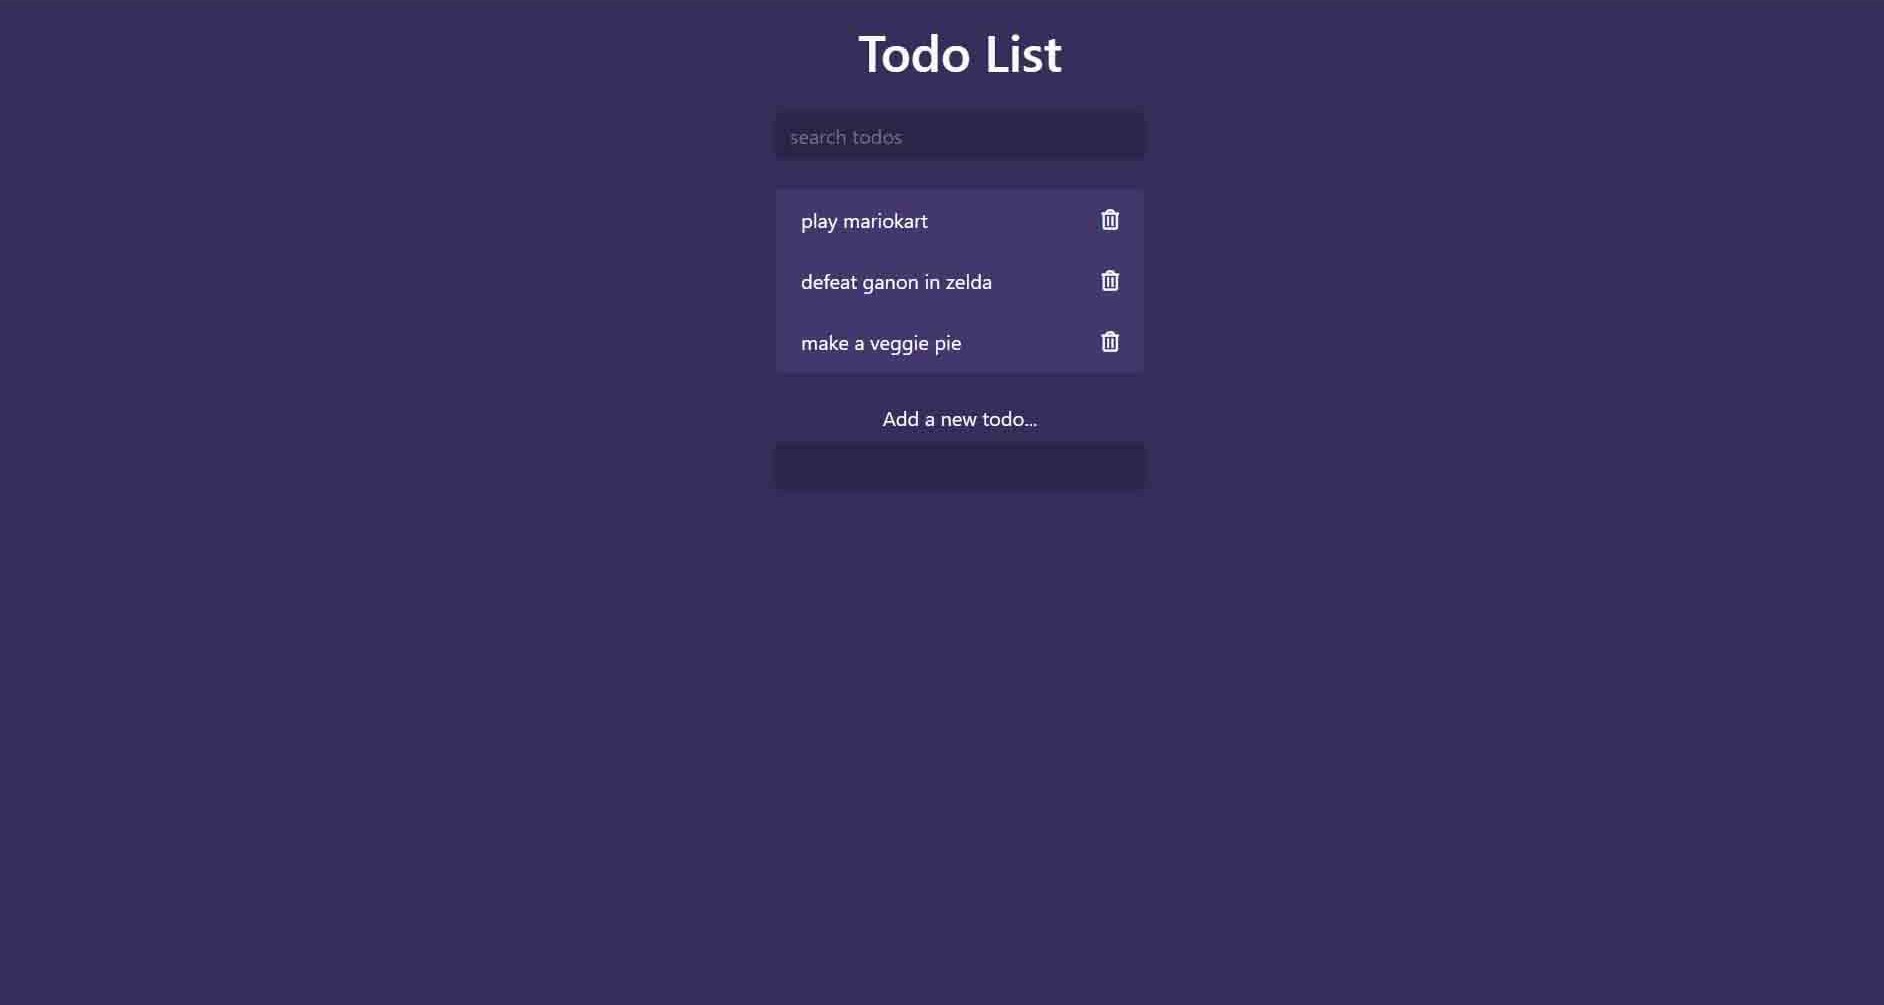 Todo List
search todos
play mariokart
defeat ganon in zelda
make a veggie pie
Add a new todo...